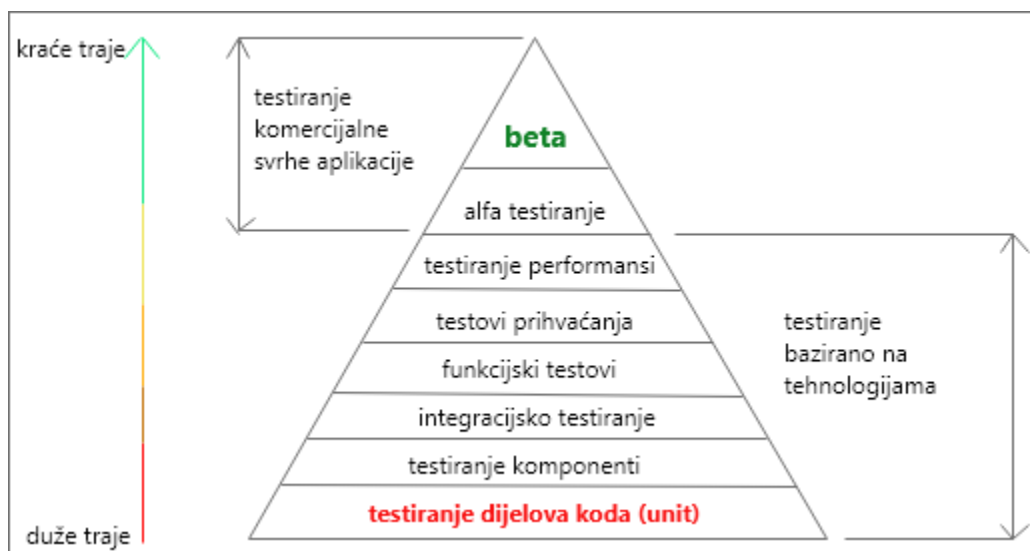 kraće traje
testiranje
komercijalne
svrhe aplikacije
beta
alfa testiranje
testiranje performansi
testovi prihvaćanja
funkcijski testovi
integracijsko testiranje
testiranje komponenti
testiranje dijelova koda (unit)
testiranje
bazirano na
tehnologijama
duže traje